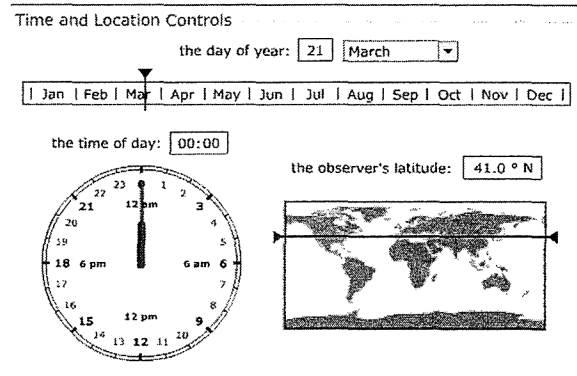 Time and Location Controls
the day of year: 21 March
| Jan | Feb | Mar | Apr | May | Jun | Jul | Aug | Sep | Oct | Nov | Dec |
the time of day: 00:00
the observer's latitude: 41.0 ° N
23 1
22 12 am 2
21 3
20 4
19 5
18 6 pm 6 am 6
17 7
16 8
15 12 pm 9
14 13 12 11 10